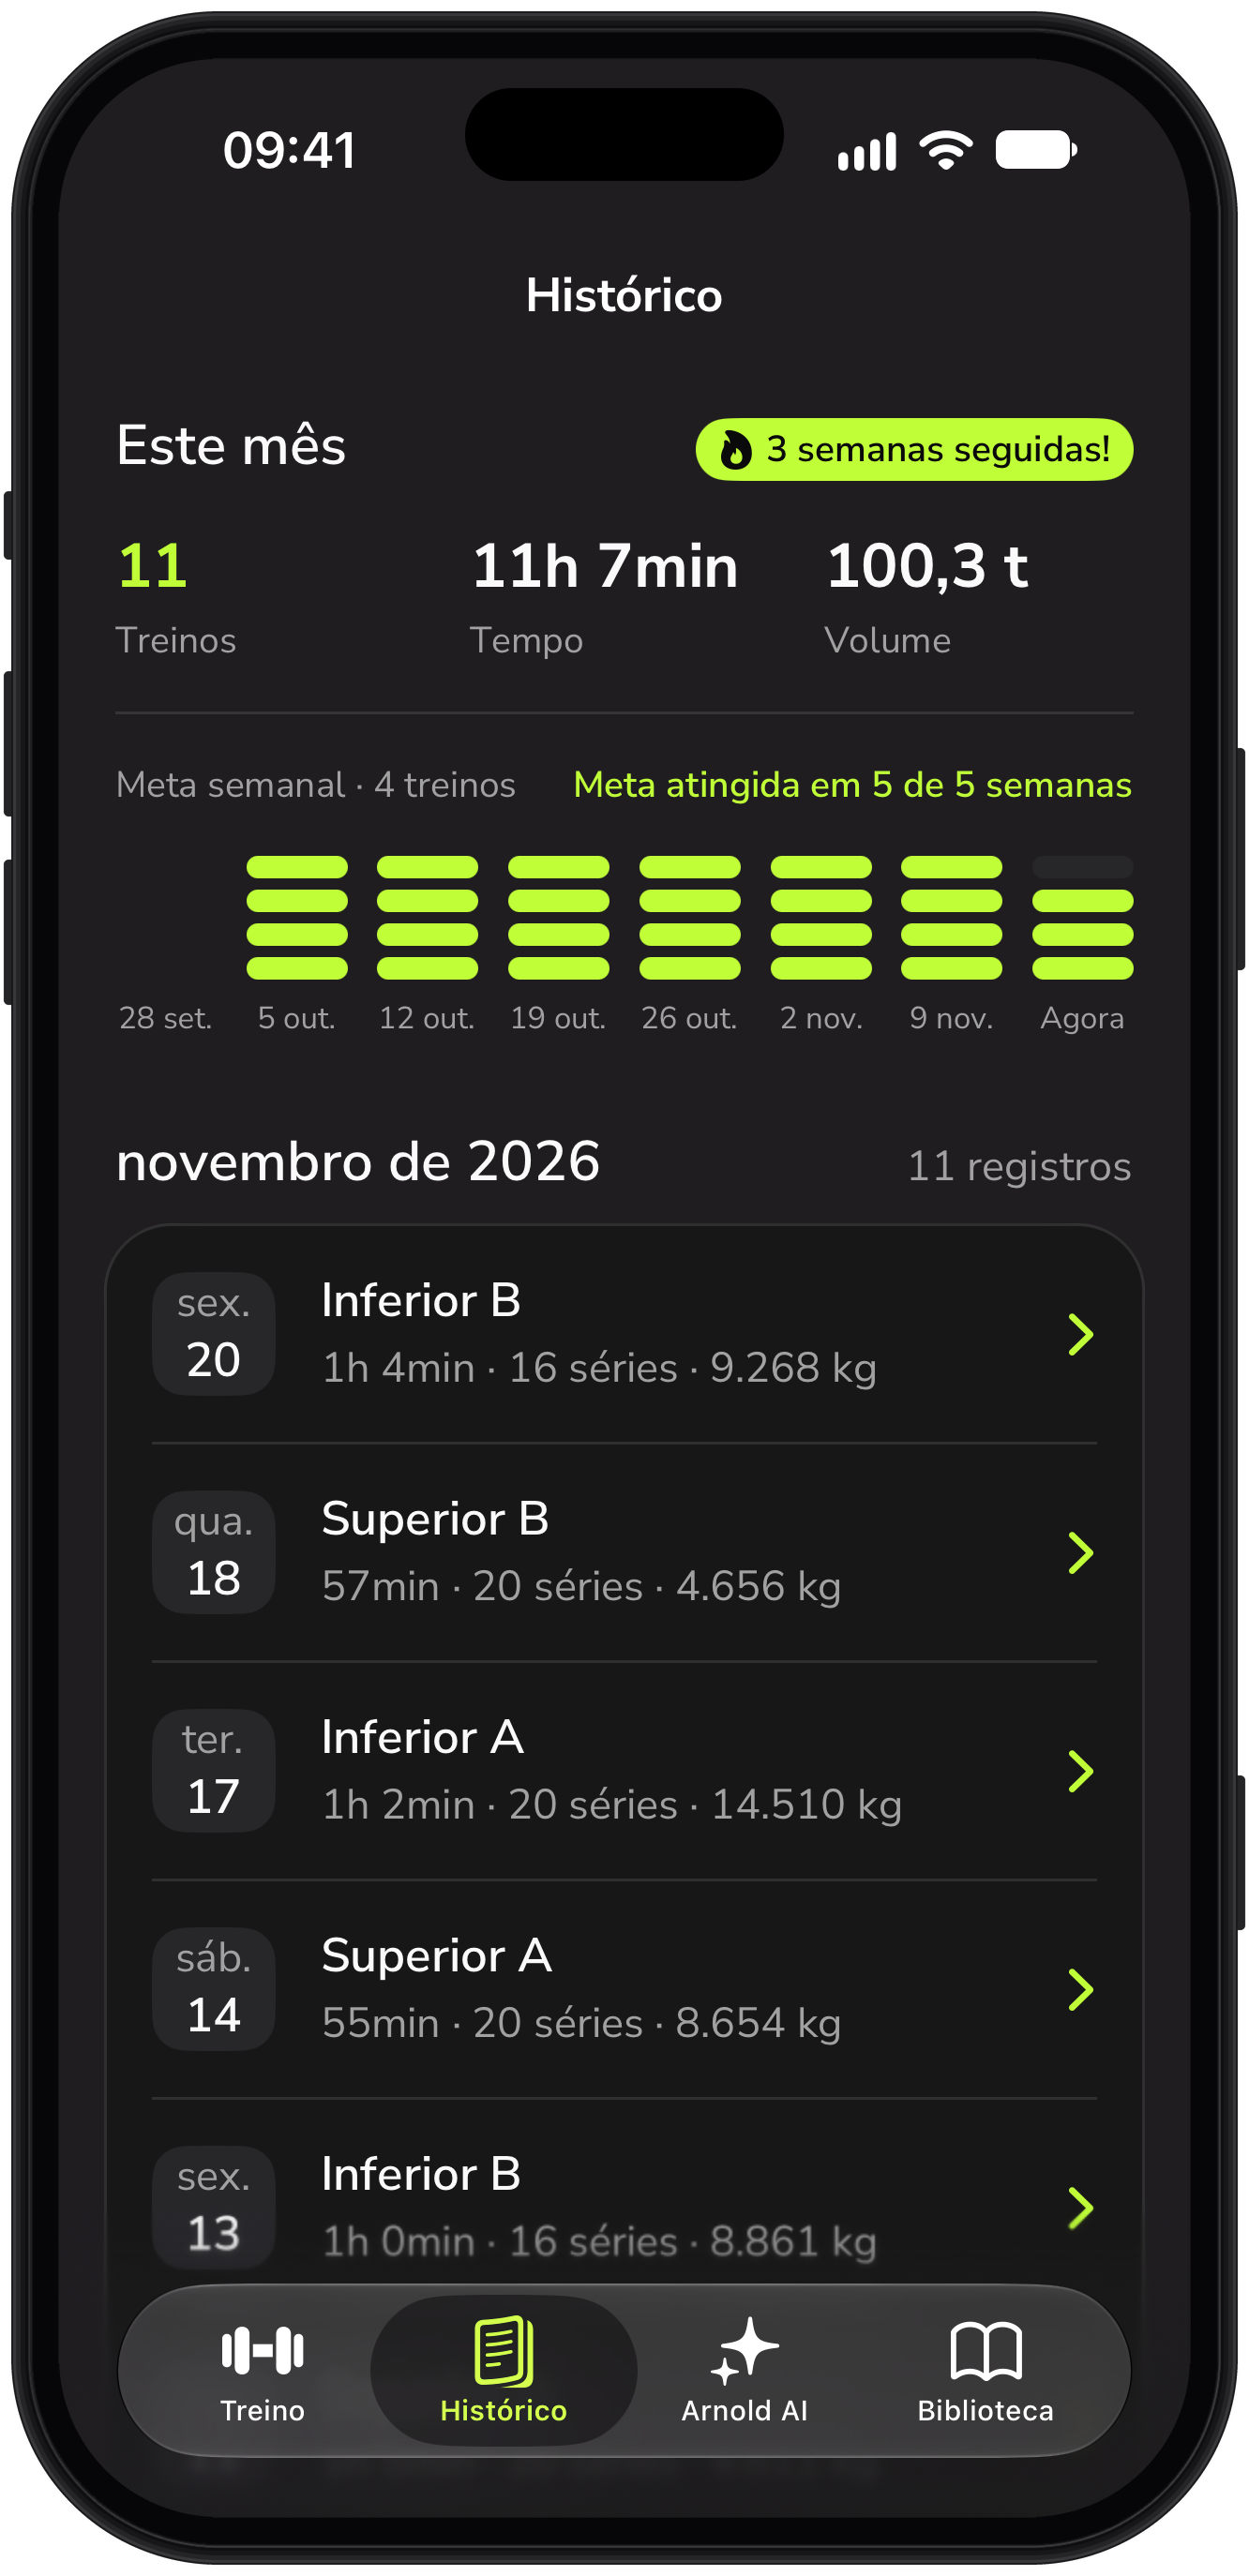 09:41
Histórico
Este mês
3 semanas seguidas!
11
11h 7min
100,3 t
Treinos
Tempo
Volume
Meta semanal · 4 treinos
Meta atingida em 5 de 5 semanas
28 set.
5 out.
12 out.
19 out.
26 out.
2 nov.
9 nov.
Agora
novembro de 2026
11 registros
sex.
20
Inferior B
1h 4min · 16 séries · 9.268 kg
qua.
18
Superior B
57min · 20 séries · 4.656 kg
ter.
17
Inferior A
1h 2min · 20 séries · 14.510 kg
sáb.
14
Superior A
55min · 20 séries · 8.654 kg
sex.
13
Inferior B
1h 0min · 16 séries · 8.861 kg
Treino
Histórico
Arnold AI
Biblioteca